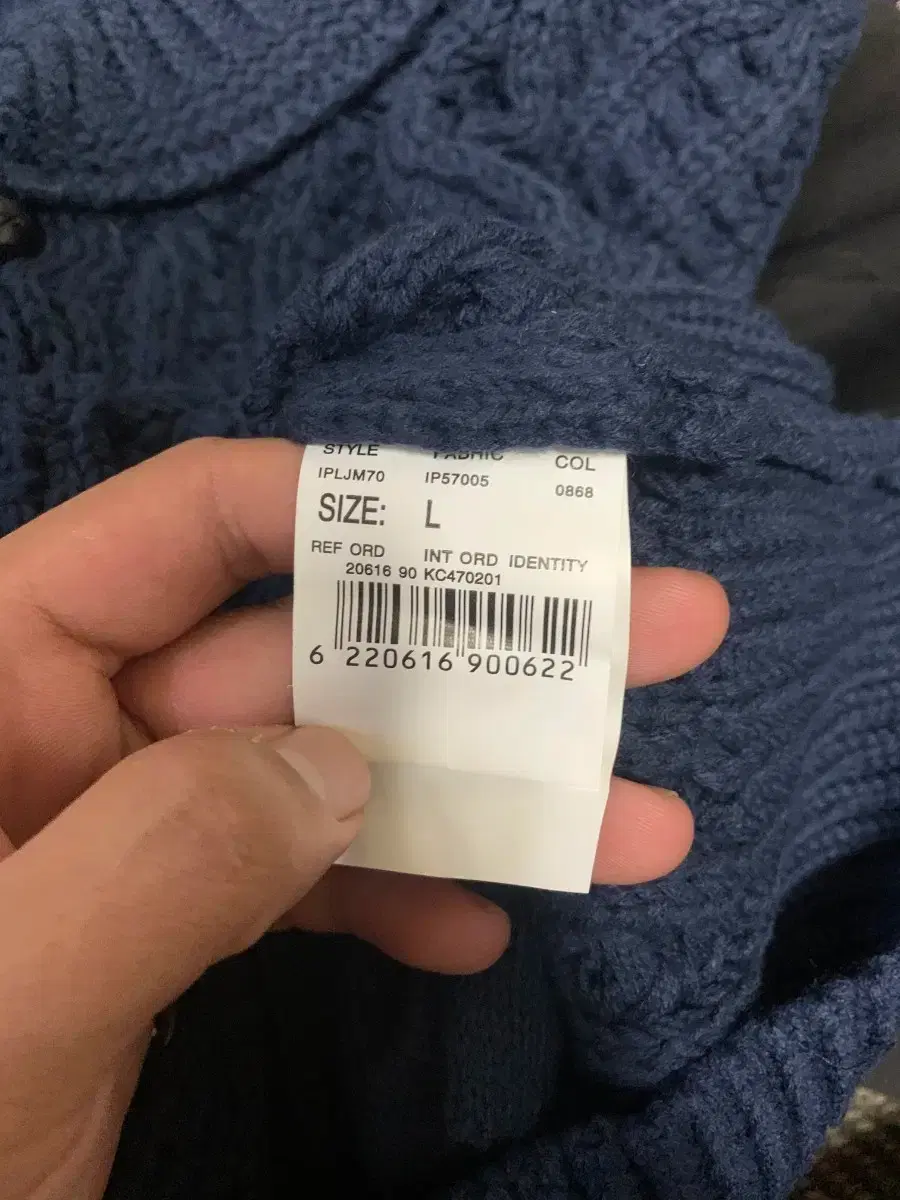 STYLE FABRIC COL
IPLJM70 IP57005 0868
SIZE: L
REF ORD INT ORD IDENTITY
20616 90 KC470201
6 220616 900622